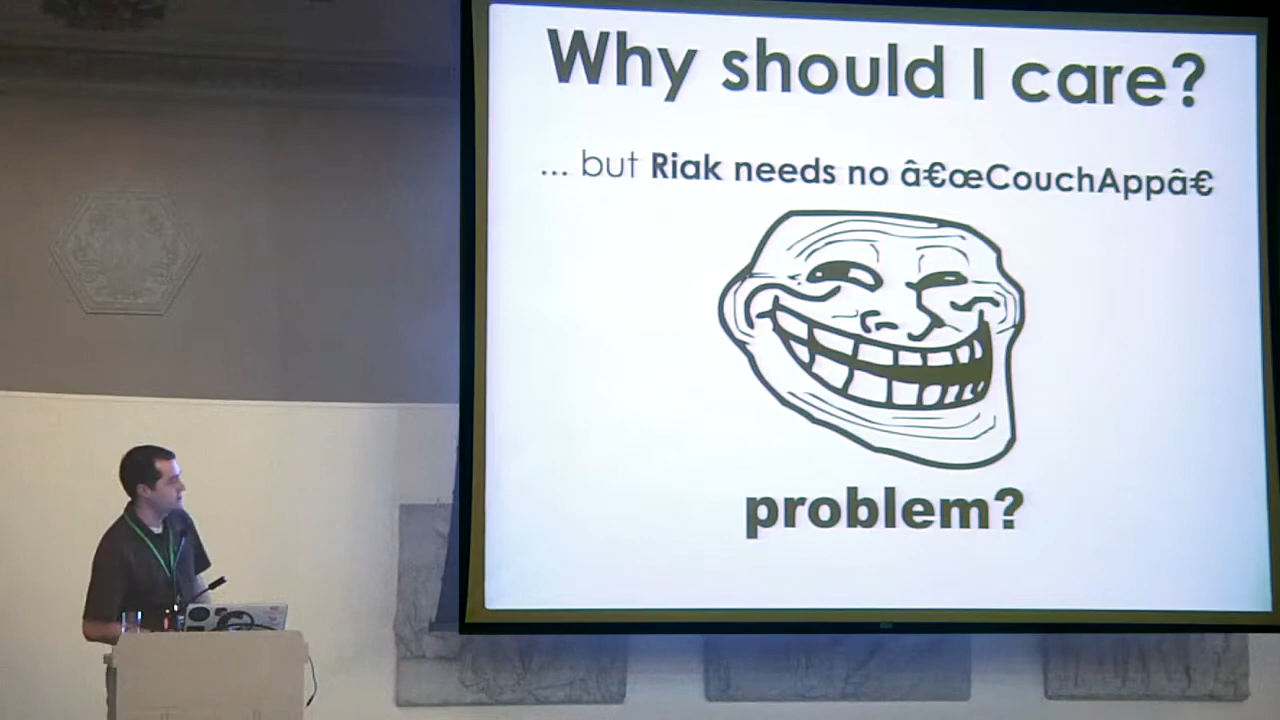 Why should I care?
... but Riak needs no â€œCouchAppâ€
problem?